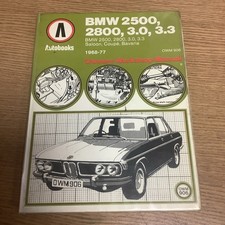 Autobooks
BMW 2500,
2800, 3.0, 3.3
BMW 2500, 2800, 3.0, 3.3
Saloon, Coupé, Bavaria
1968-77
OWM 906